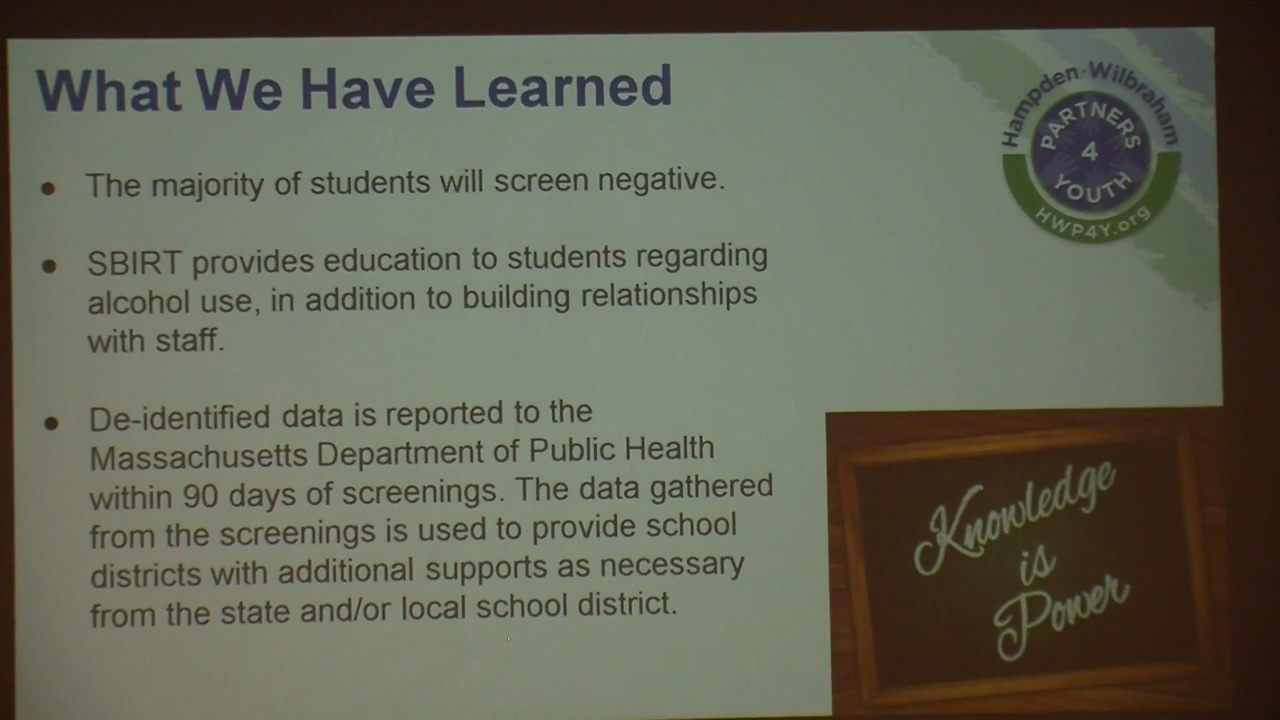 What We Have Learned
Hampden·Wilbraham
PARTNERS
4
YOUTH
HWP4Y.org
• The majority of students will screen negative.
• SBIRT provides education to students regarding
alcohol use, in addition to building relationships
with staff.
• De-identified data is reported to the
Massachusetts Department of Public Health
within 90 days of screenings. The data gathered
from the screenings is used to provide school
districts with additional supports as necessary
from the state and/or local school district.
Knowledge
is
Power